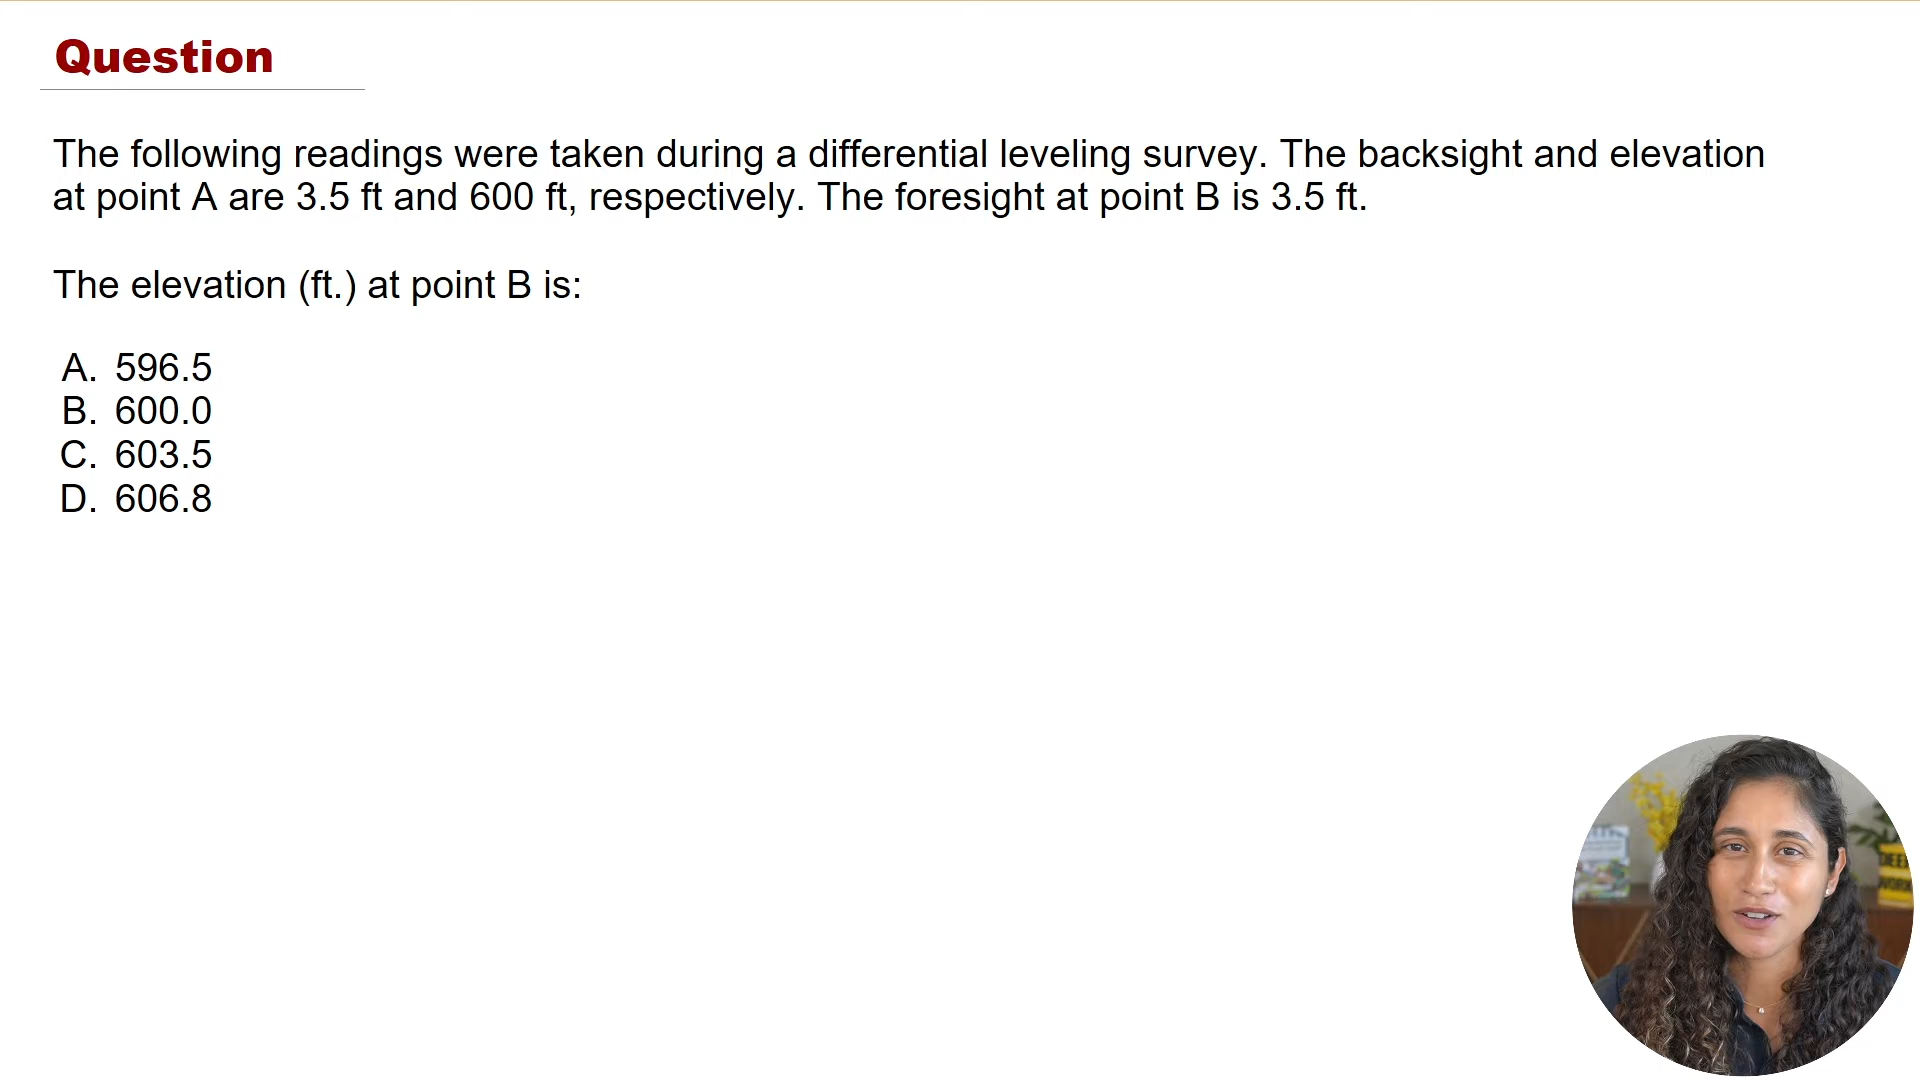 Question
The following readings were taken during a differential leveling survey. The backsight and elevation
at point A are 3.5 ft and 600 ft, respectively. The foresight at point B is 3.5 ft.
The elevation (ft.) at point B is:
A. 596.5
B. 600.0
C. 603.5
D. 606.8
DEEP
WORK